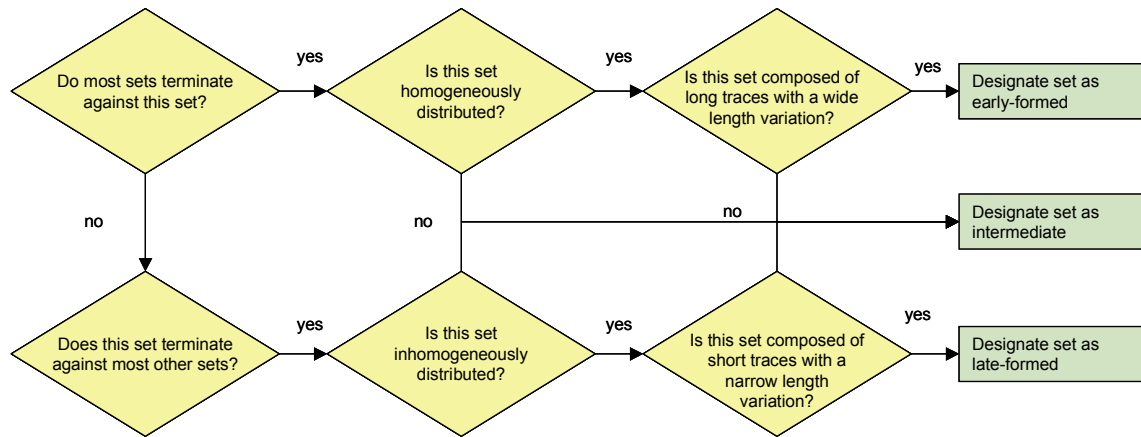 Do most sets terminate
against this set?
yes
Is this set
homogeneously
distributed?
yes
Is this set composed of
long traces with a wide
length variation?
yes
Designate set as
early-formed
no
no
no
Designate set as
intermediate
Does this set terminate
against most other sets?
yes
Is this set
inhomogeneously
distributed?
yes
Is this set composed of
short traces with a
narrow length
variation?
yes
Designate set as
late-formed